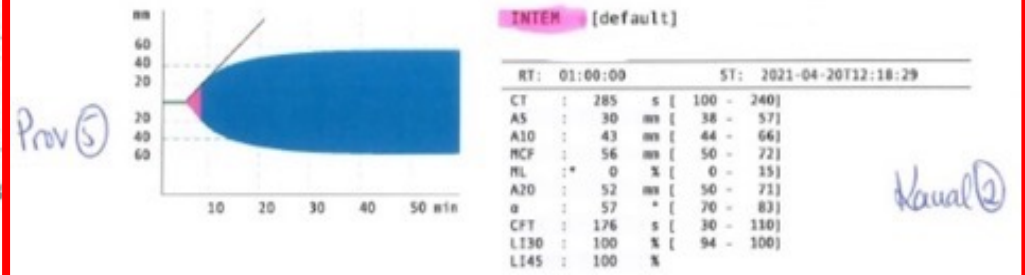 mm
60
40
20
20
40
60
10 20 30 40 50 min
Prov 5
INTEM [default]
RT: 01:00:00 ST: 2021-04-20T12:18:29
CT : 285 s [ 100 - 240]
A5 : 30 mm [ 38 - 57]
A10 : 43 mm [ 44 - 66]
MCF : 56 mm [ 50 - 72]
ML :* 0 % [ 0 - 15]
A20 : 52 mm [ 50 - 71]
α : 57 ° [ 70 - 83]
CFT : 176 s [ 30 - 110]
LI30 : 100 % [ 94 - 100]
LI45 : 100 %
Kanal 2